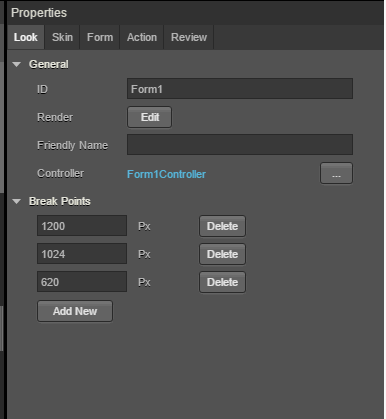 Properties
Look Skin Form Action Review
General
ID Form1
Render Edit
Friendly Name
Controller Form1Controller ...
Break Points
1200 Px Delete
1024 Px Delete
620 Px Delete
Add New